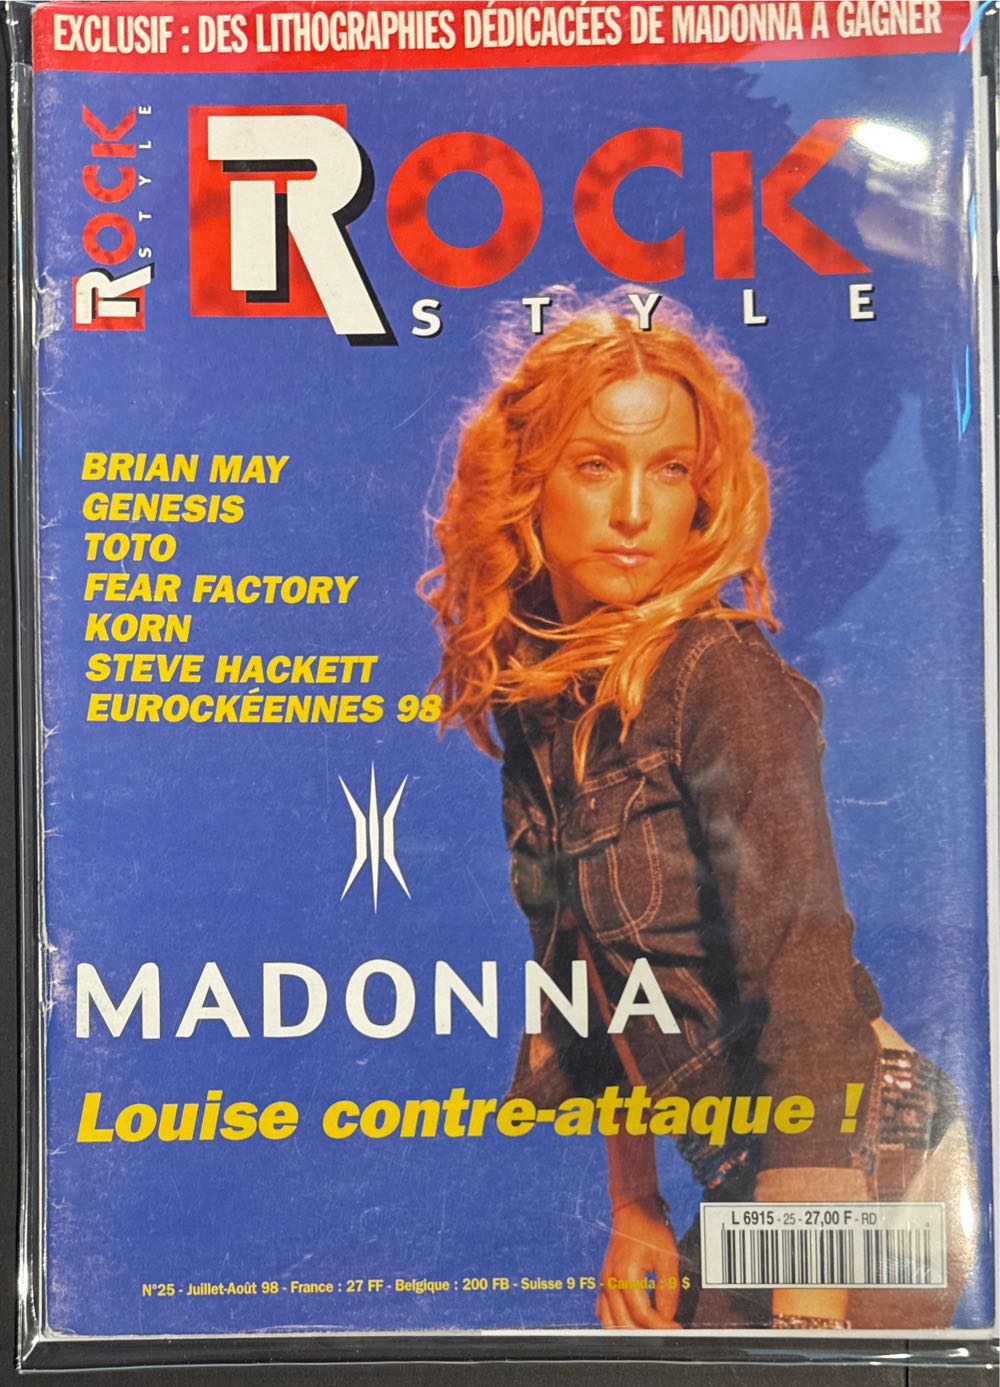 EXCLUSIF : DES LITHOGRAPHIES DÉDICACÉES DE MADONNA A GAGNER
ROCK STYLE
ROCK
STYLE
BRIAN MAY
GENESIS
TOTO
FEAR FACTORY
KORN
STEVE HACKETT
EUROCKÉENNES 98
MADONNA
Louise contre-attaque !
L 6915 - 25 - 27,00 F - RD
N°25 - Juillet-Août 98 - France : 27 FF - Belgique : 200 FB - Suisse 9 FS - Canada : 9 $